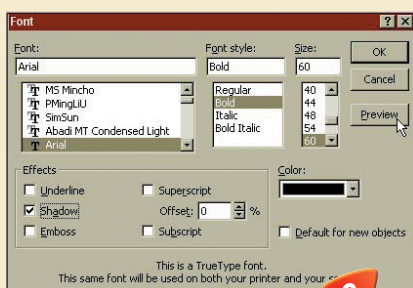 Font
Font: Font style: Size:
Arial Bold 60
OK
Cancel
Preview
MS Mincho
PMingLiU
SimSun
Abadi MT Condensed Light
Arial
Regular
Bold
Italic
Bold Italic
40
44
48
54
60
Effects
Underline
Shadow
Emboss
Superscript
Offset: 0 %
Subscript
Color:
Default for new objects
This is a TrueType font.
This same font will be used on both your printer and your